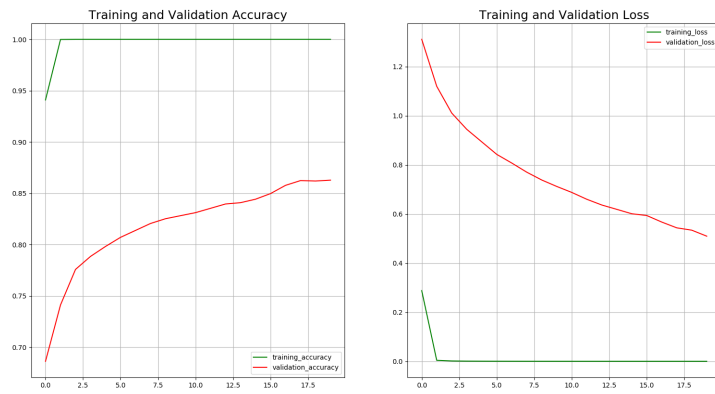 Training and Validation Accuracy
1.00
0.95
0.90
0.85
0.80
0.75
0.70
0.0 2.5 5.0 7.5 10.0 12.5 15.0 17.5
training_accuracy
validation_accuracy
Training and Validation Loss
training_loss
validation_loss
1.2
1.0
0.8
0.6
0.4
0.2
0.0
0.0 2.5 5.0 7.5 10.0 12.5 15.0 17.5